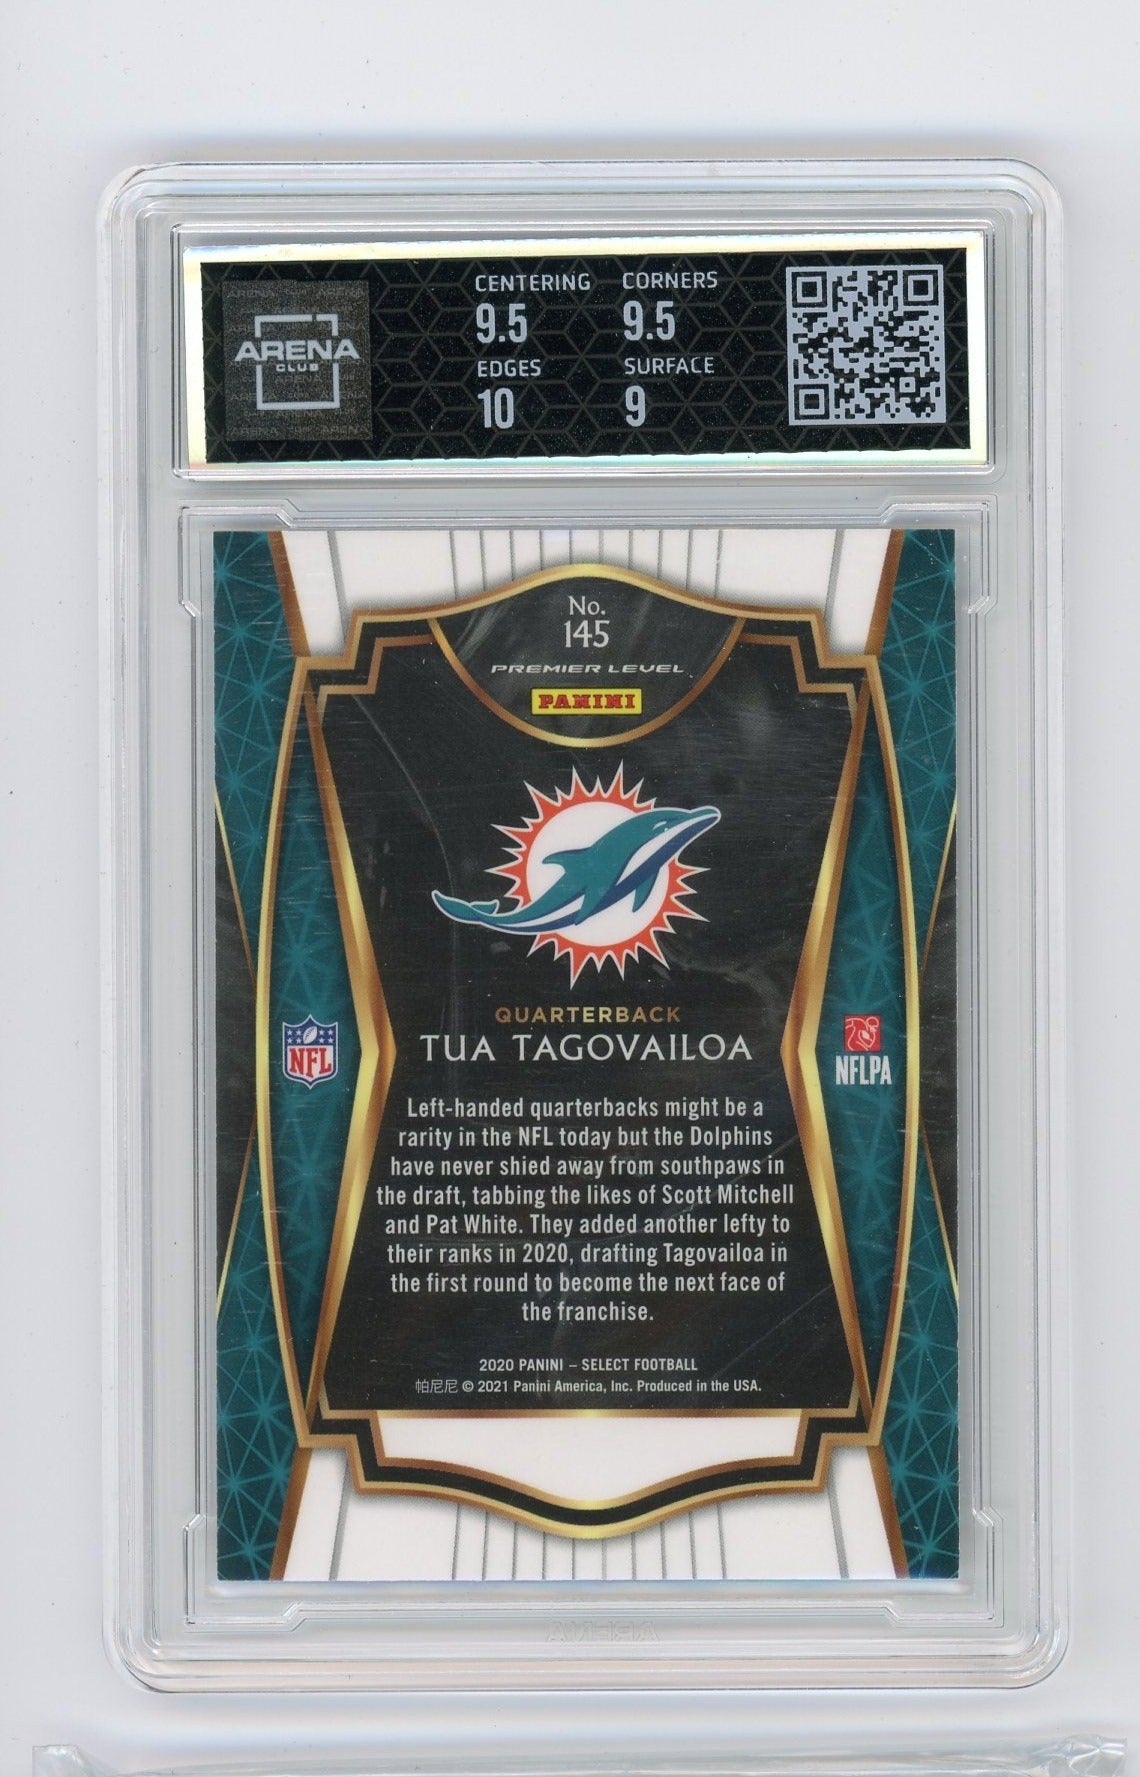 ARENA
CLUB
CENTERING CORNERS
9.5 9.5
EDGES SURFACE
10 9
No.
145
PREMIER LEVEL
PANINI
QUARTERBACK
TUA TAGOVAILOA
NFL
NFLPA
Left-handed quarterbacks might be a
rarity in the NFL today but the Dolphins
have never shied away from southpaws in
the draft, tabbing the likes of Scott Mitchell
and Pat White. They added another lefty to
their ranks in 2020, drafting Tagovailoa in
the first round to become the next face of
the franchise.
2020 PANINI – SELECT FOOTBALL
帕尼尼 © 2021 Panini America, Inc. Produced in the USA.
ARENA